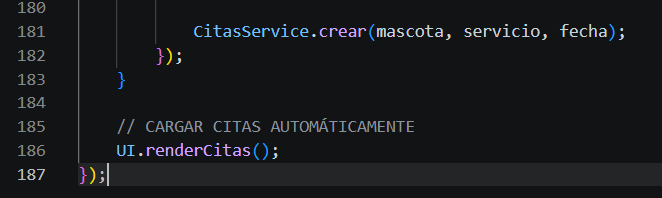 180
181 CitasService.crear(mascota, servicio, fecha);
182 });
183 }
184
185 // CARGAR CITAS AUTOMÁTICAMENTE
186 UI.renderCitas();
187 });